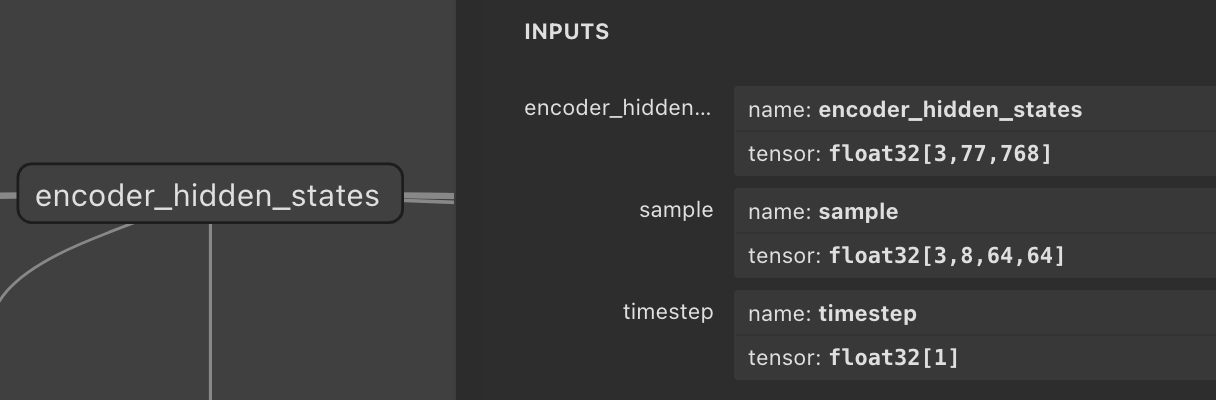 encoder_hidden_states
INPUTS
encoder_hidden...
name: encoder_hidden_states
tensor: float32[3,77,768]
sample
name: sample
tensor: float32[3,8,64,64]
timestep
name: timestep
tensor: float32[1]